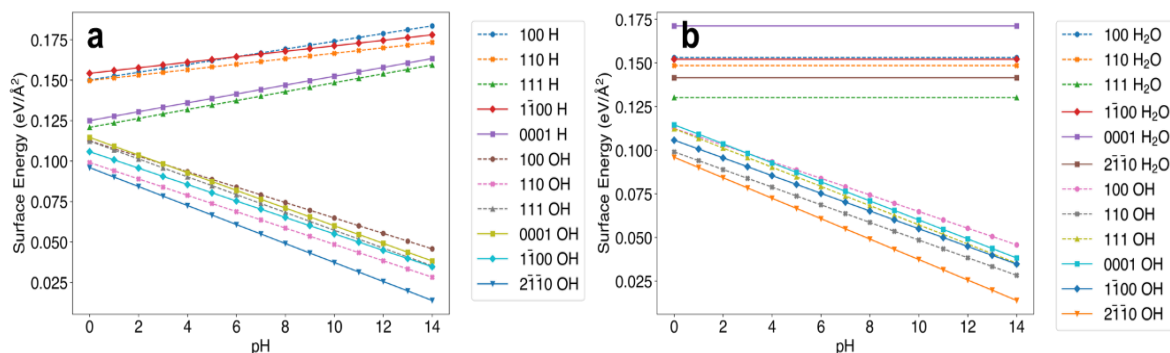 a
Surface Energy (eV/Å²)
0.175
0.150
0.125
0.100
0.075
0.050
0.025
0 2 4 6 8 10 12 14
pH
100 H
110 H
111 H
11̄00 H
0001 H
100 OH
110 OH
111 OH
0001 OH
11̄00 OH
21̄1̄0 OH
b
Surface Energy (eV/Å²)
0.175
0.150
0.125
0.100
0.075
0.050
0.025
0 2 4 6 8 10 12 14
pH
100 H₂O
110 H₂O
111 H₂O
11̄00 H₂O
0001 H₂O
21̄1̄0 H₂O
100 OH
110 OH
111 OH
0001 OH
11̄00 OH
21̄1̄0 OH